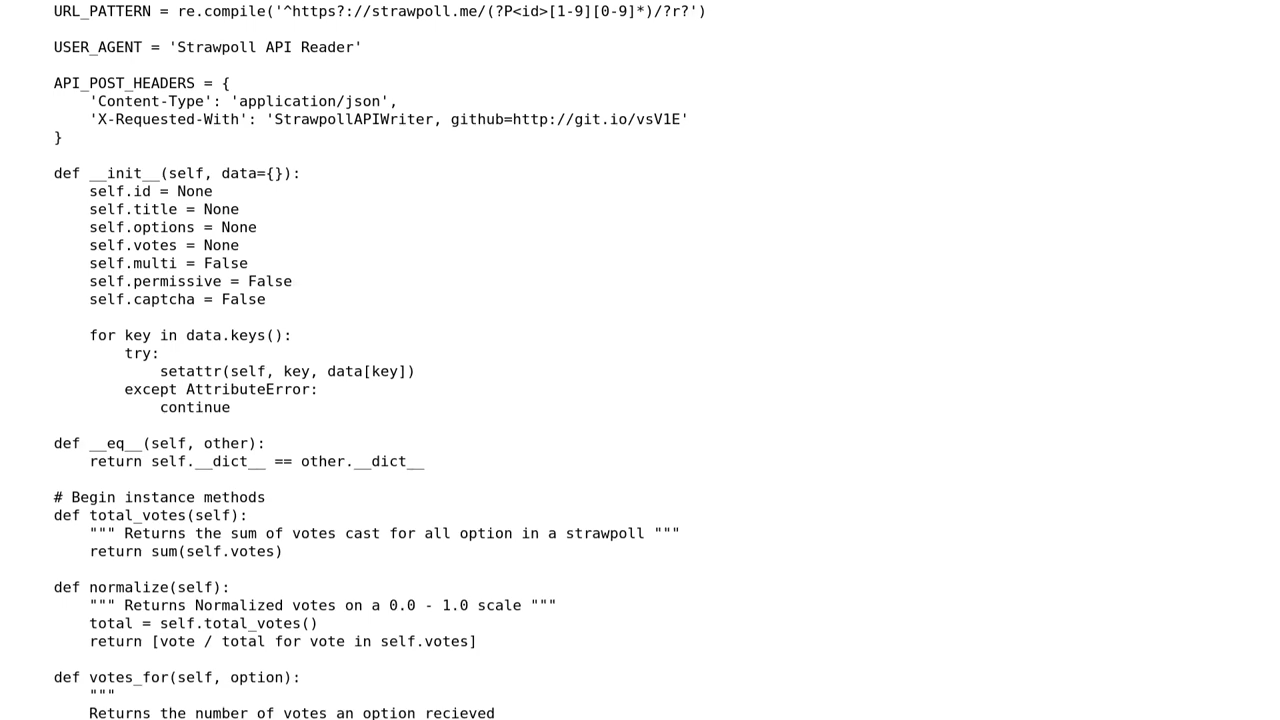 URL_PATTERN = re.compile('^https?://strawpoll.me/(?P<id>[1-9][0-9]*)/?r?')

USER_AGENT = 'Strawpoll API Reader'

API_POST_HEADERS = {
    'Content-Type': 'application/json',
    'X-Requested-With': 'StrawpollAPIWriter, github=http://git.io/vsV1E'
}

def __init__(self, data={}):
    self.id = None
    self.title = None
    self.options = None
    self.votes = None
    self.multi = False
    self.permissive = False
    self.captcha = False

    for key in data.keys():
        try:
            setattr(self, key, data[key])
        except AttributeError:
            continue

def __eq__(self, other):
    return self.__dict__ == other.__dict__

# Begin instance methods
def total_votes(self):
    """ Returns the sum of votes cast for all option in a strawpoll """
    return sum(self.votes)

def normalize(self):
    """ Returns Normalized votes on a 0.0 - 1.0 scale """
    total = self.total_votes()
    return [vote / total for vote in self.votes]

def votes_for(self, option):
    """
    Returns the number of votes an option recieved